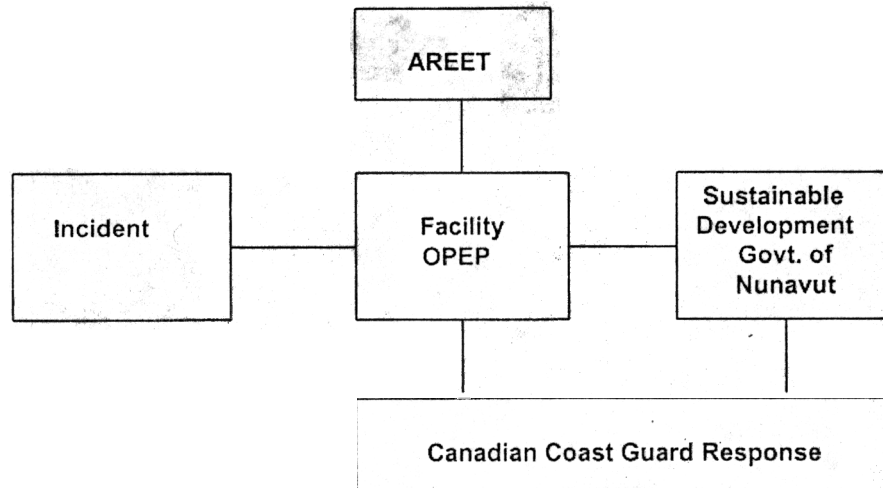 AREET
Incident
Facility
OPEP
Sustainable
Development
Govt. of
Nunavut
Canadian Coast Guard Response